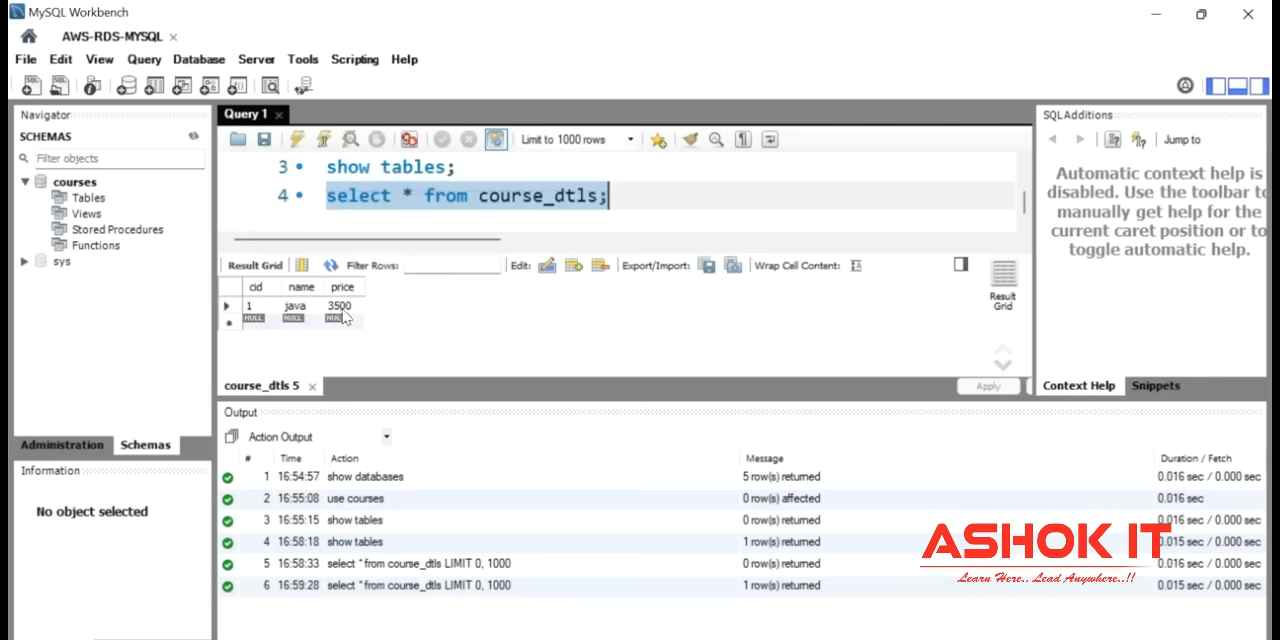 MySQL Workbench
AWS-RDS-MYSQL
File Edit View Query Database Server Tools Scripting Help
Navigator
SCHEMAS
Filter objects
courses
Tables
Views
Stored Procedures
Functions
sys
Administration Schemas
Information
No object selected
Query 1
Limit to 1000 rows
3 show tables;
4 select * from course_dtls;
Result Grid Filter Rows: Edit: Export/Import: Wrap Cell Content:
cid name price
1 java 3500
NULL NULL NULL
Result
Grid
course_dtls 5
Apply
SQLAdditions
Jump to
Automatic context help is
disabled. Use the toolbar to
manually get help for the
current caret position or to
toggle automatic help.
Context Help Snippets
Output
Action Output
# Time Action Message Duration / Fetch
1 16:54:57 show databases 5 row(s) returned 0.016 sec / 0.000 sec
2 16:55:08 use courses 0 row(s) affected 0.016 sec
3 16:55:15 show tables 0 row(s) returned 0.016 sec / 0.000 sec
4 16:58:18 show tables 1 row(s) returned 0.015 sec / 0.000 sec
5 16:58:33 select * from course_dtls LIMIT 0, 1000 0 row(s) returned 0.016 sec / 0.000 sec
6 16:59:28 select * from course_dtls LIMIT 0, 1000 1 row(s) returned 0.015 sec / 0.000 sec
ASHOK IT
Learn Here.. Lead Anywhere..!!